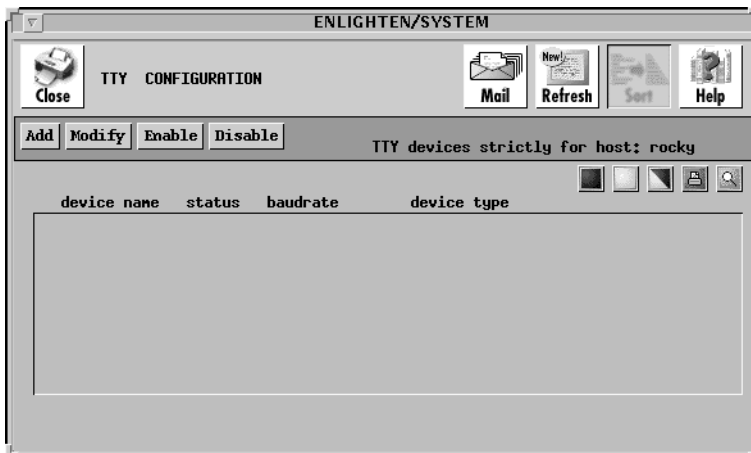 ENLIGHTEN/SYSTEM
Close
TTY CONFIGURATION
Mail
New!
Refresh
Sort
Help
Add Modify Enable Disable
TTY devices strictly for host: rocky
device name status baudrate device type